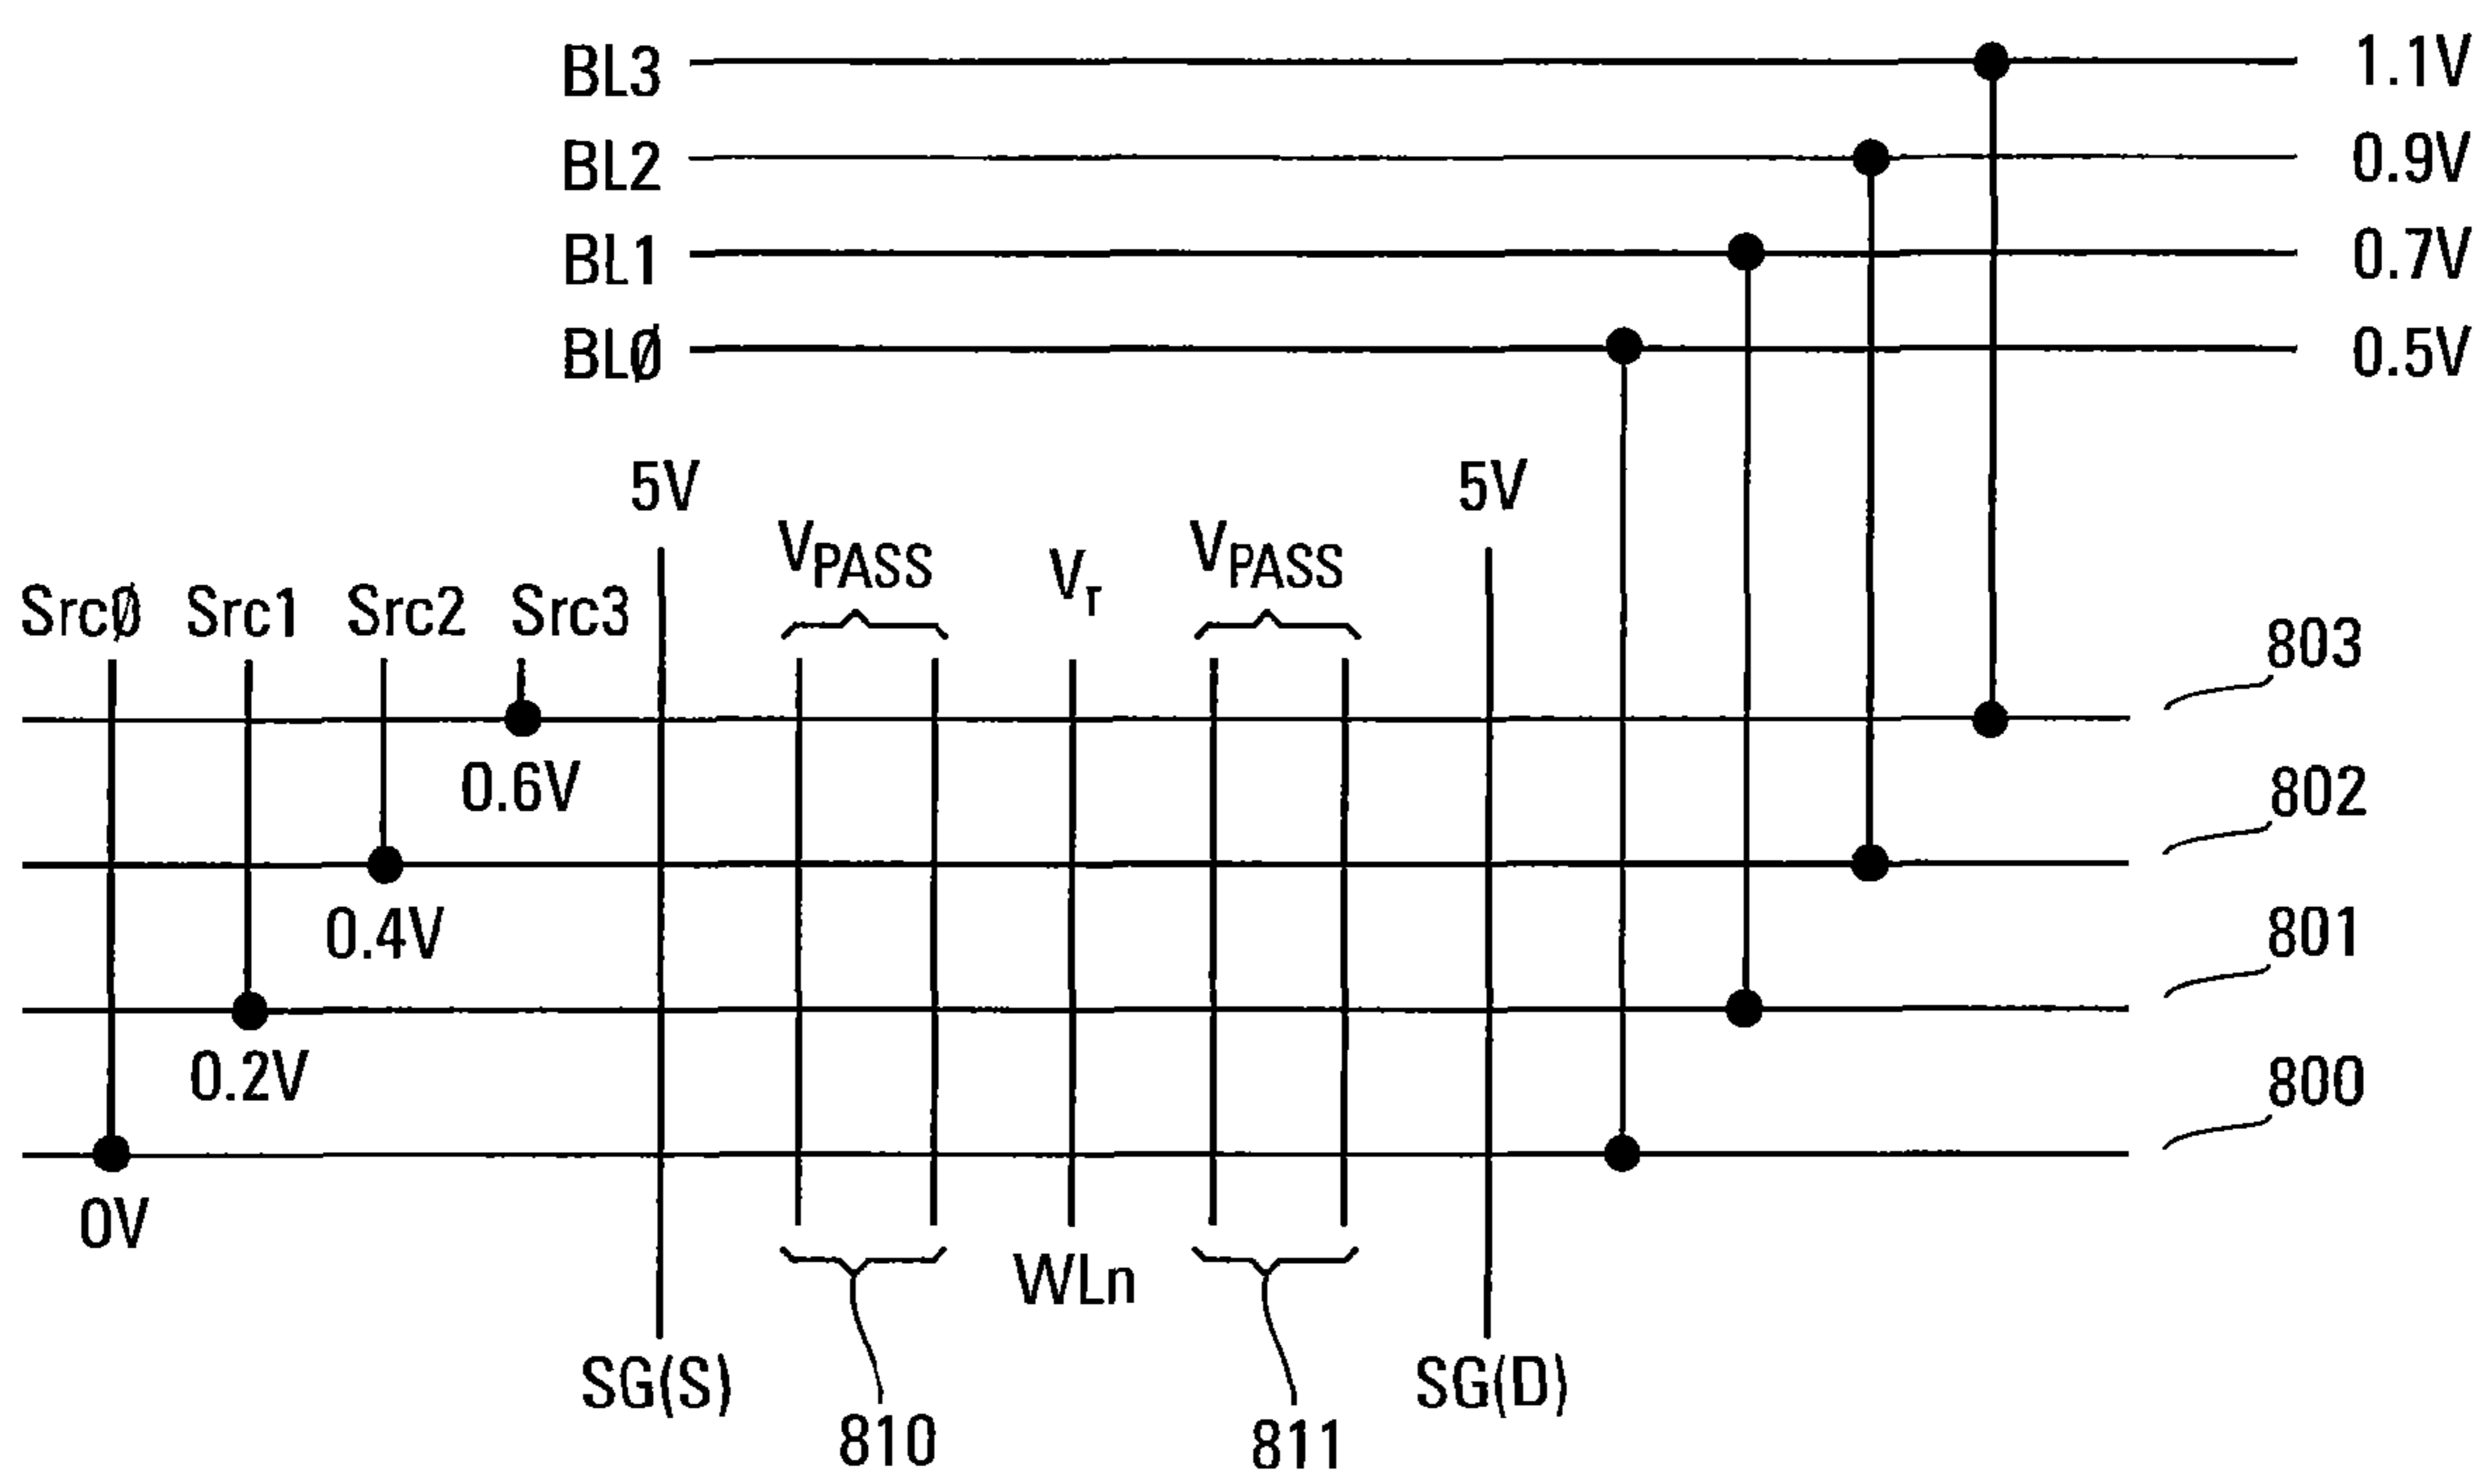 BL3 1.1V
BL2 0.9V
BL1 0.7V
BLØ 0.5V
5V 5V
VPASS VT VPASS
SrcØ Src1 Src2 Src3
803
0.6V
802
0.4V
801
0.2V
800
0V
WLn
SG(S) SG(D)
810 811